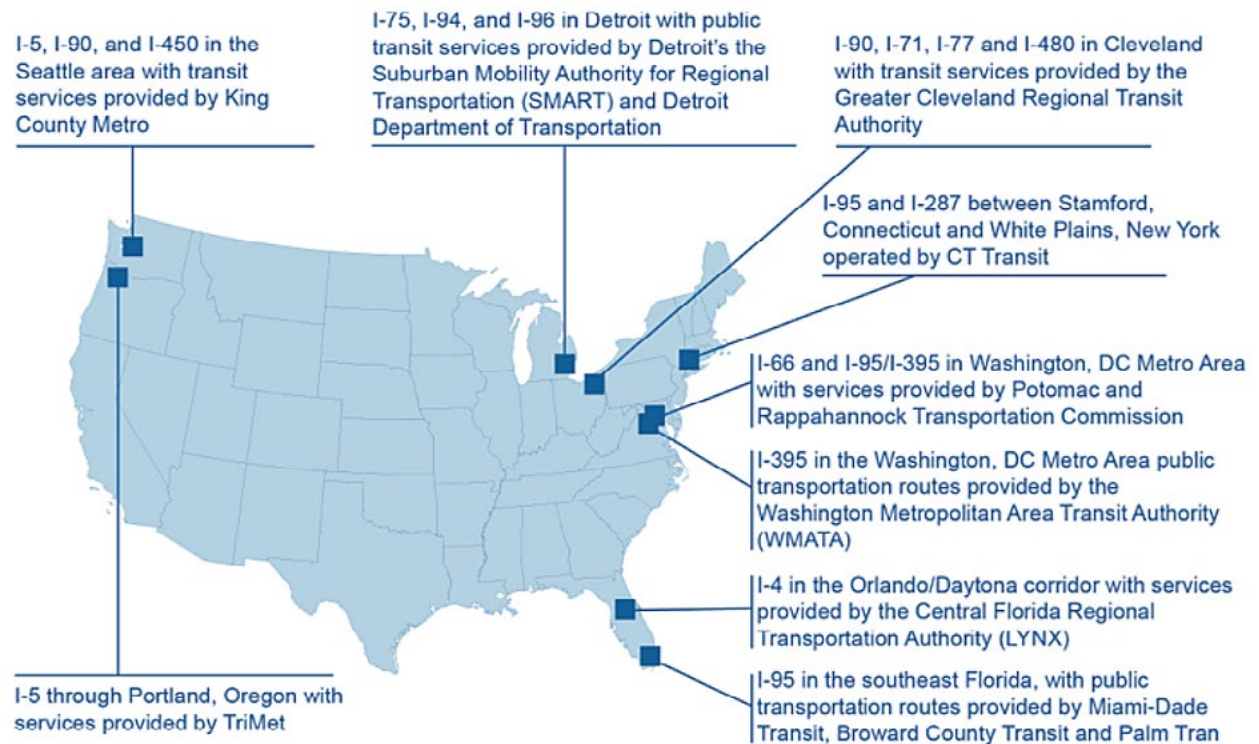 I-5, I-90, and I-450 in the
Seattle area with transit
services provided by King
County Metro
I-75, I-94, and I-96 in Detroit with public
transit services provided by Detroit's the
Suburban Mobility Authority for Regional
Transportation (SMART) and Detroit
Department of Transportation
I-90, I-71, I-77 and I-480 in Cleveland
with transit services provided by the
Greater Cleveland Regional Transit
Authority
I-95 and I-287 between Stamford,
Connecticut and White Plains, New York
operated by CT Transit
I-66 and I-95/I-395 in Washington, DC Metro Area
with services provided by Potomac and
Rappahannock Transportation Commission
I-395 in the Washington, DC Metro Area public
transportation routes provided by the
Washington Metropolitan Area Transit Authority
(WMATA)
I-4 in the Orlando/Daytona corridor with services
provided by the Central Florida Regional
Transportation Authority (LYNX)
I-95 in the southeast Florida, with public
transportation routes provided by Miami-Dade
Transit, Broward County Transit and Palm Tran
I-5 through Portland, Oregon with
services provided by TriMet